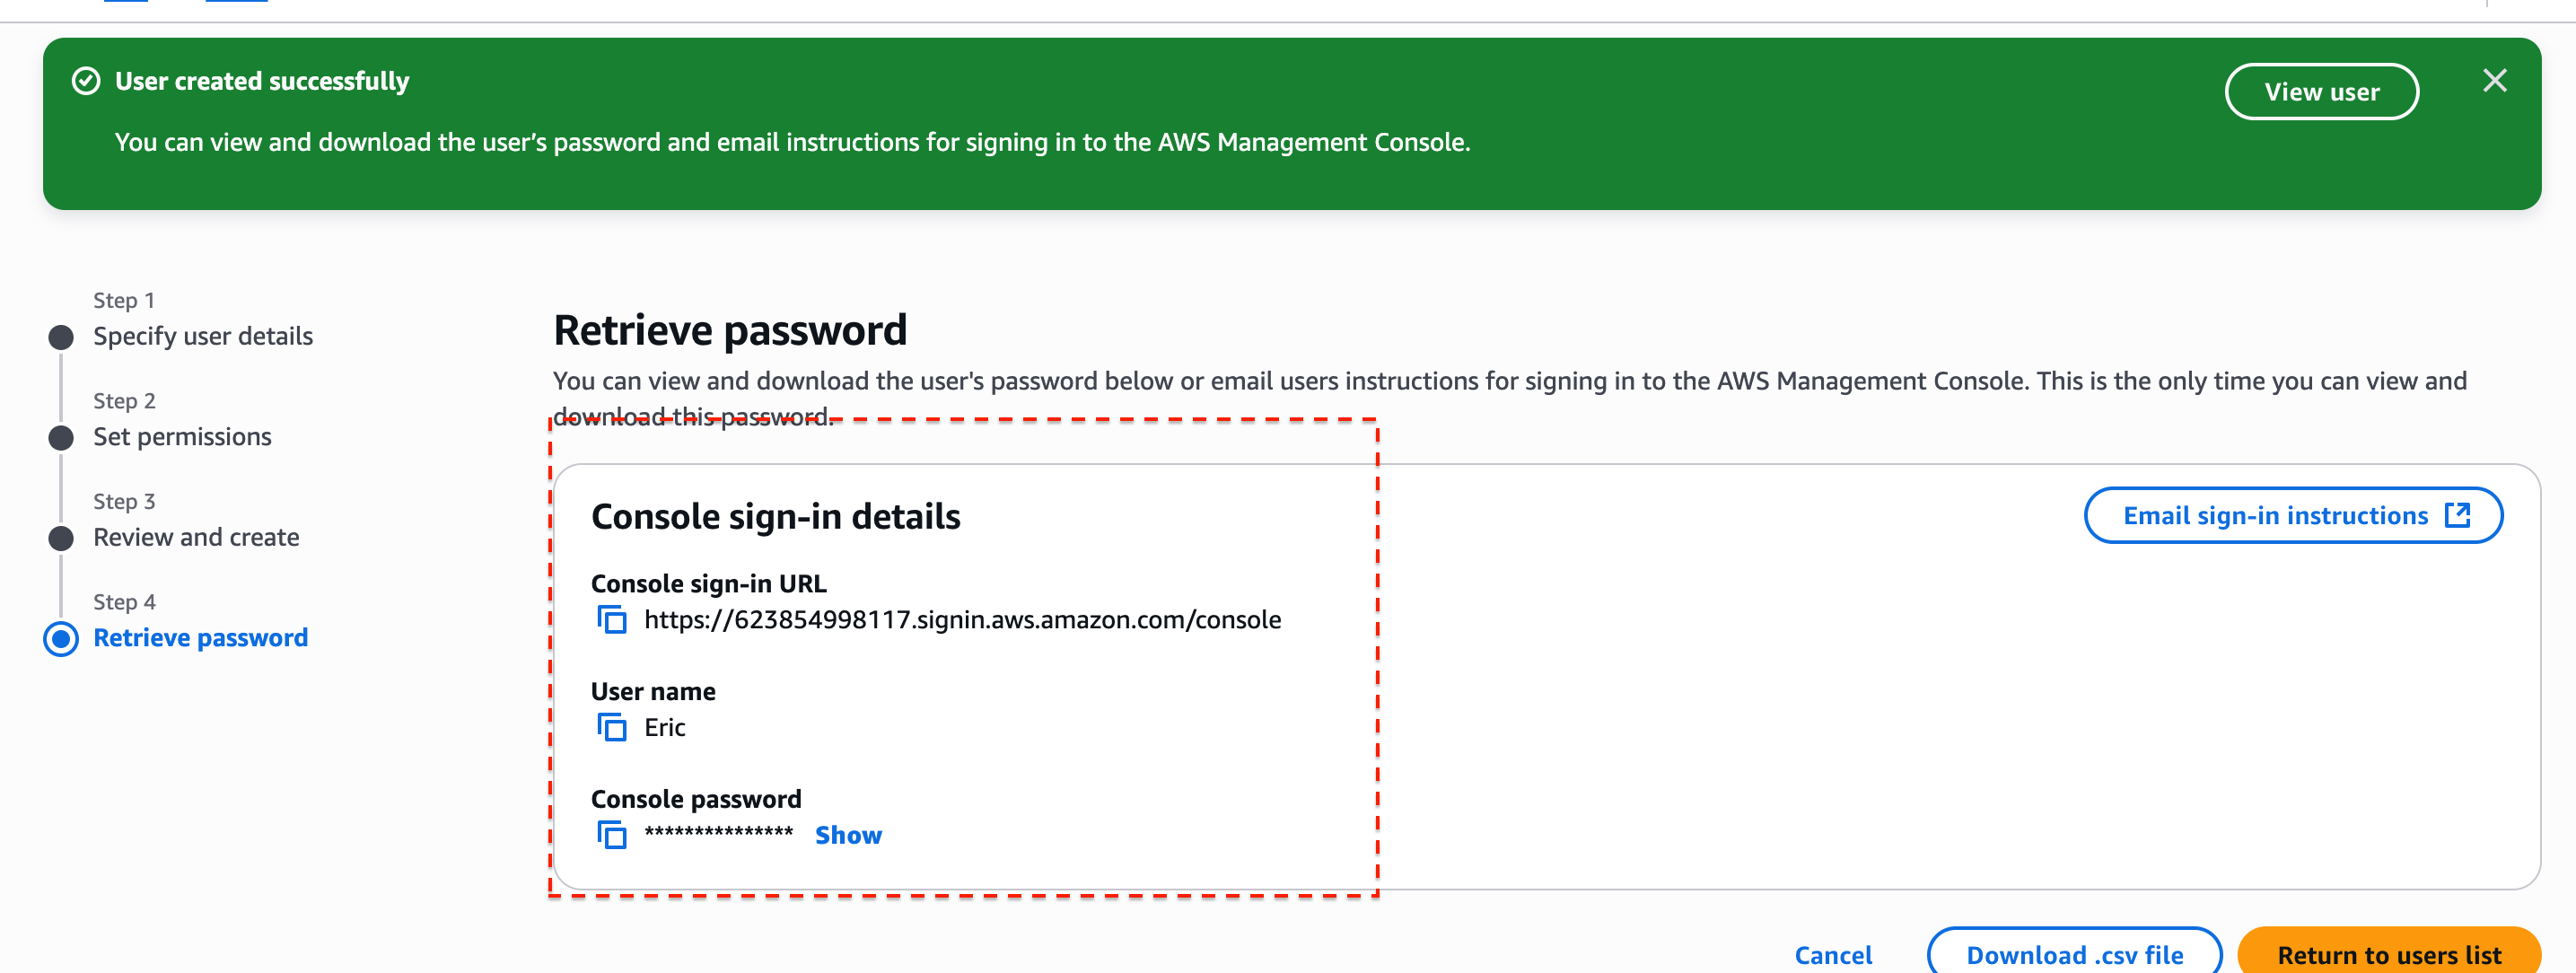 User created successfully
View user
You can view and download the user’s password and email instructions for signing in to the AWS Management Console.
Step 1
Specify user details
Step 2
Set permissions
Step 3
Review and create
Step 4
Retrieve password
Retrieve password
You can view and download the user's password below or email users instructions for signing in to the AWS Management Console. This is the only time you can view and
download this password.
Console sign-in details
Email sign-in instructions
Console sign-in URL
https://623854998117.signin.aws.amazon.com/console
User name
Eric
Console password
*************** Show
Cancel
Download .csv file
Return to users list